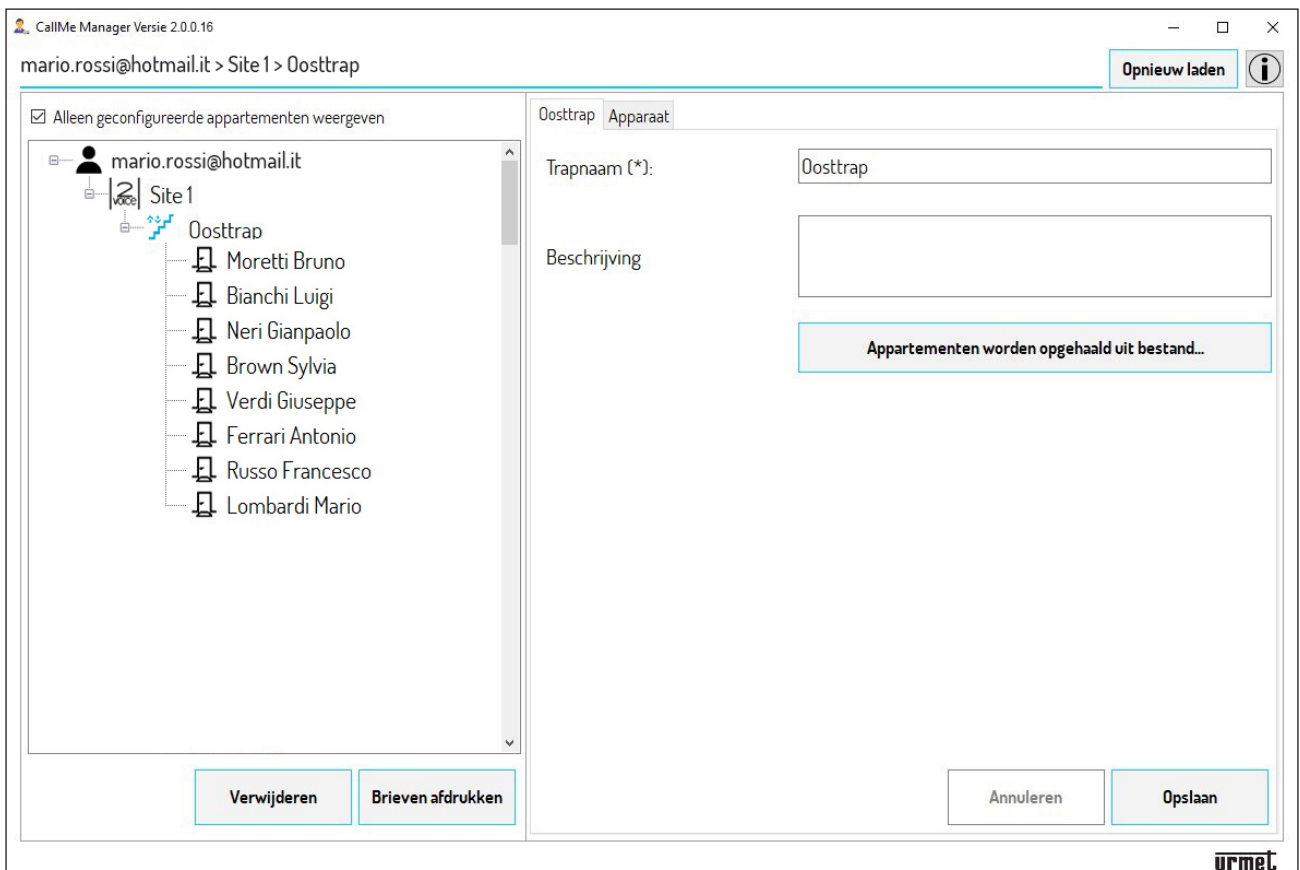 CallMe Manager Versie 2.0.0.16
mario.rossi@hotmail.it > Site 1 > Oosttrap
Opnieuw laden
Alleen geconfigureerde appartementen weergeven
mario.rossi@hotmail.it
2 voice
Site 1
Oosttrap
Moretti Bruno
Bianchi Luigi
Neri Gianpaolo
Brown Sylvia
Verdi Giuseppe
Ferrari Antonio
Russo Francesco
Lombardi Mario
Verwijderen
Brieven afdrukken
Oosttrap
Apparaat
Trapnaam (*):
Oosttrap
Beschrijving
Appartementen worden opgehaald uit bestand...
Annuleren
Opslaan
urmet